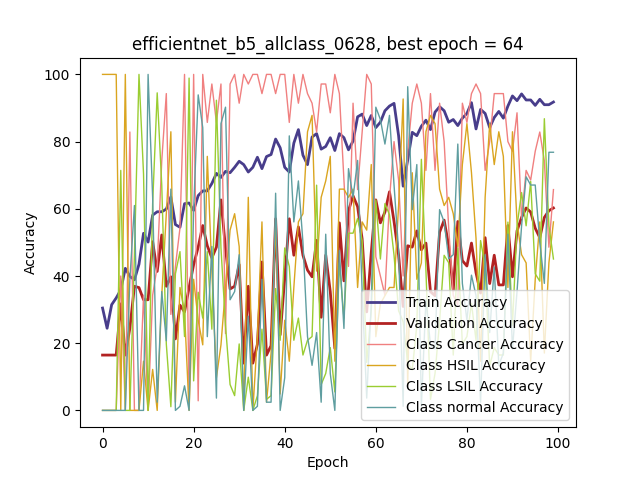 efficientnet_b5_allclass_0628, best epoch = 64
100
80
60
40
20
0
Accuracy
0
20
40
60
80
100
Epoch
Train Accuracy
Validation Accuracy
Class Cancer Accuracy
Class HSIL Accuracy
Class LSIL Accuracy
Class normal Accuracy